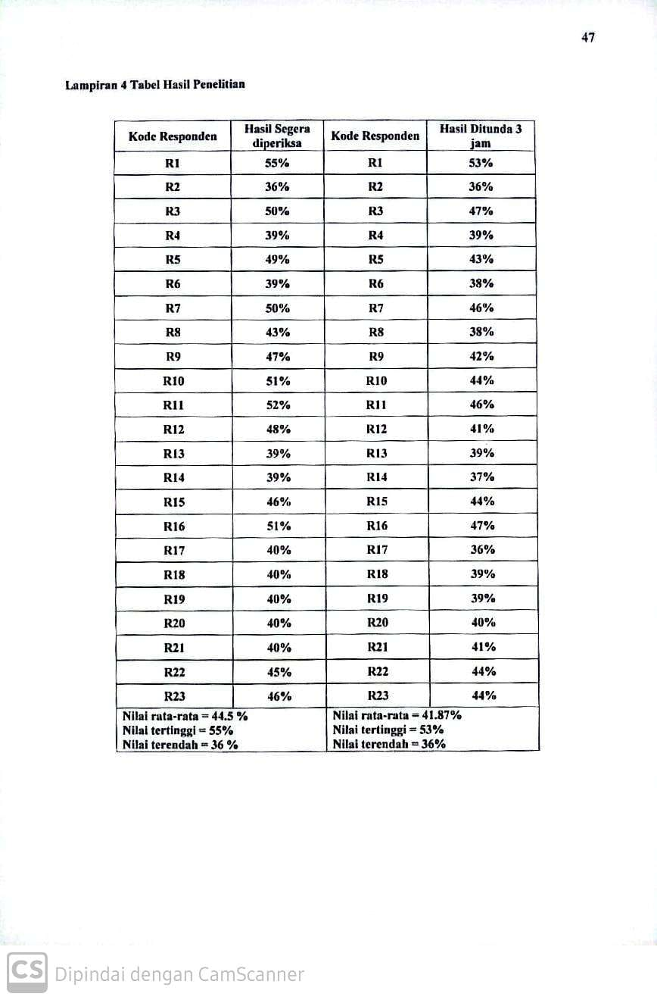 47
Lampiran 4 Tabel Hasil Penelitian
Kode Responden Hasil Segera diperiksa Kode Responden Hasil Ditunda 3 jam
R1 55% R1 53%
R2 36% R2 36%
R3 50% R3 47%
R4 39% R4 39%
R5 49% R5 43%
R6 39% R6 38%
R7 50% R7 46%
R8 43% R8 38%
R9 47% R9 42%
R10 51% R10 44%
R11 52% R11 46%
R12 48% R12 41%
R13 39% R13 39%
R14 39% R14 37%
R15 46% R15 44%
R16 51% R16 47%
R17 40% R17 36%
R18 40% R18 39%
R19 40% R19 39%
R20 40% R20 40%
R21 40% R21 41%
R22 45% R22 44%
R23 46% R23 44%
Nilai rata-rata = 44.5 % Nilai rata-rata = 41.87%
Nilai tertinggi = 55% Nilai tertinggi = 53%
Nilai terendah = 36 % Nilai terendah = 36%
CS Dipindai dengan CamScanner